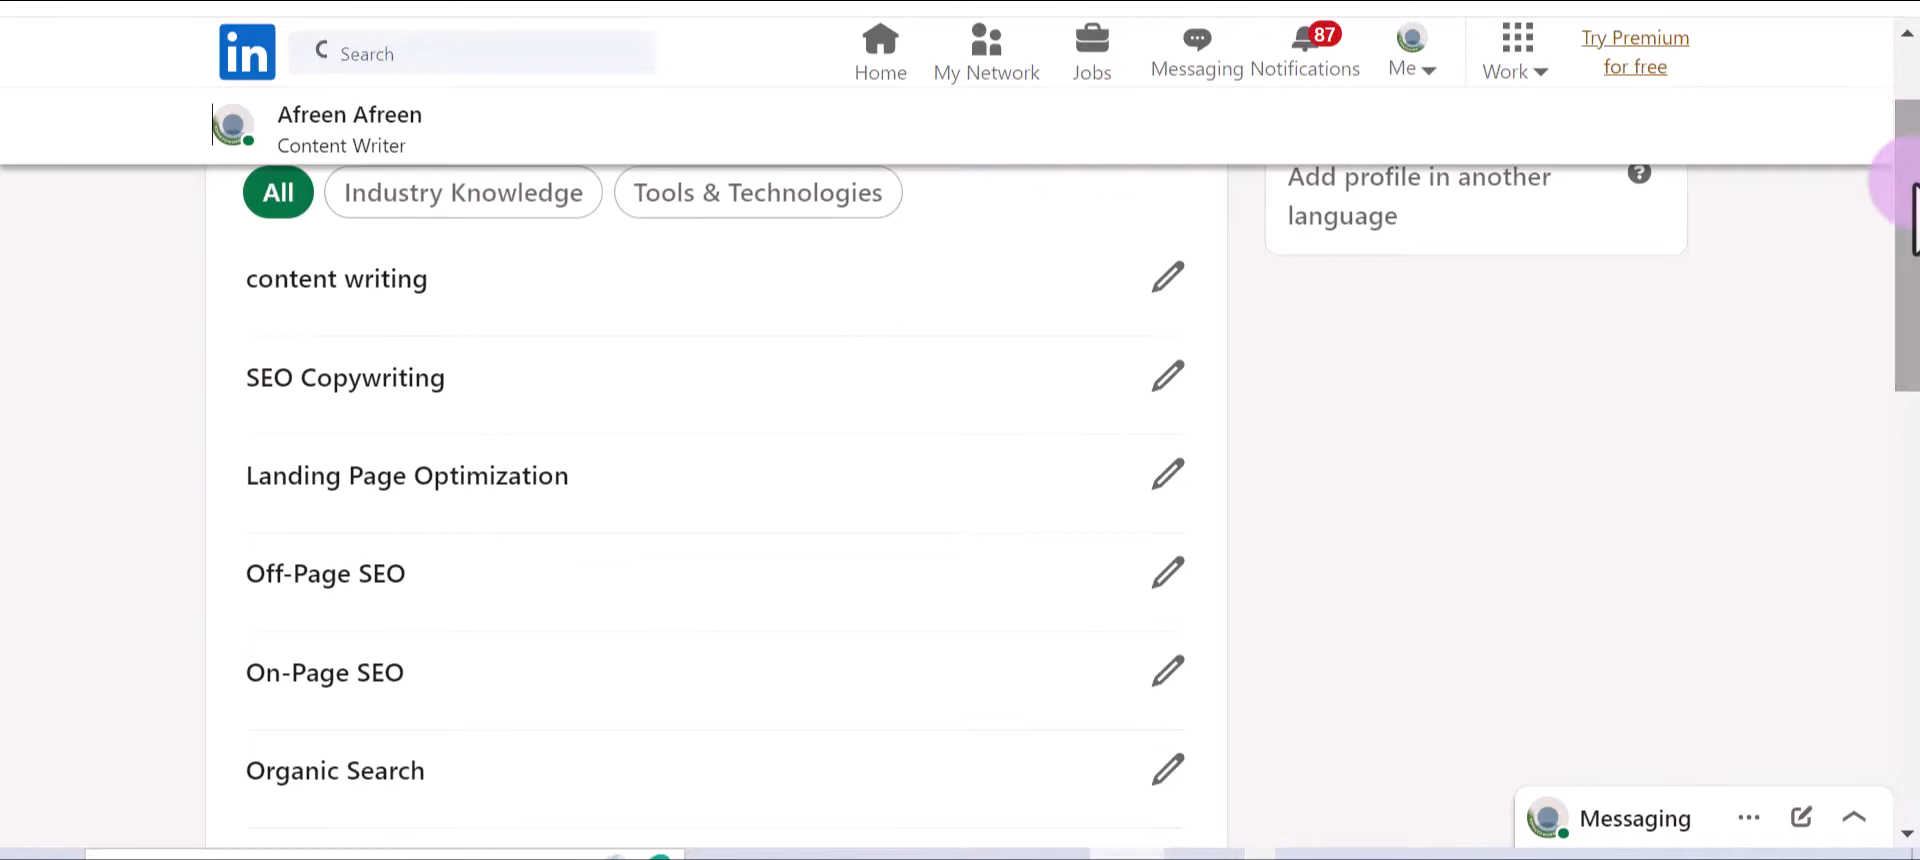 in
Search
Home
My Network
Jobs
Messaging
Notifications
87
Me
Work
Try Premium
for free
Afreen Afreen
Content Writer
All
Industry Knowledge
Tools & Technologies
Add profile in another
language
?
content writing
SEO Copywriting
Landing Page Optimization
Off-Page SEO
On-Page SEO
Organic Search
Messaging